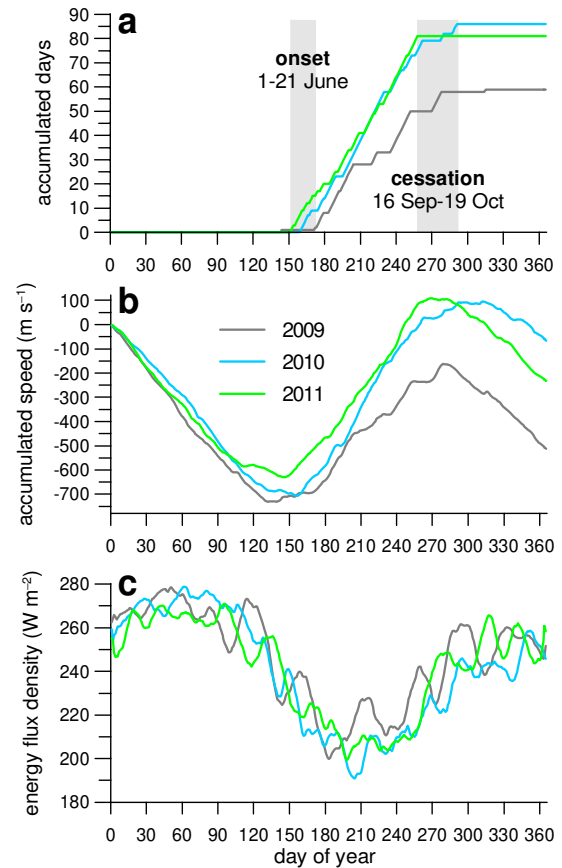 a
accumulated days
90
80
70
60
50
40
30
20
10
0
onset
1-21 June
cessation
16 Sep-19 Oct
0 30 60 90 120 150 180 210 240 270 300 330 360
b
accumulated speed (m s⁻¹)
100
0
-100
-200
-300
-400
-500
-600
-700
2009
2010
2011
0 30 60 90 120 150 180 210 240 270 300 330 360
c
energy flux density (W m⁻²)
280
260
240
220
200
180
0 30 60 90 120 150 180 210 240 270 300 330 360
day of year